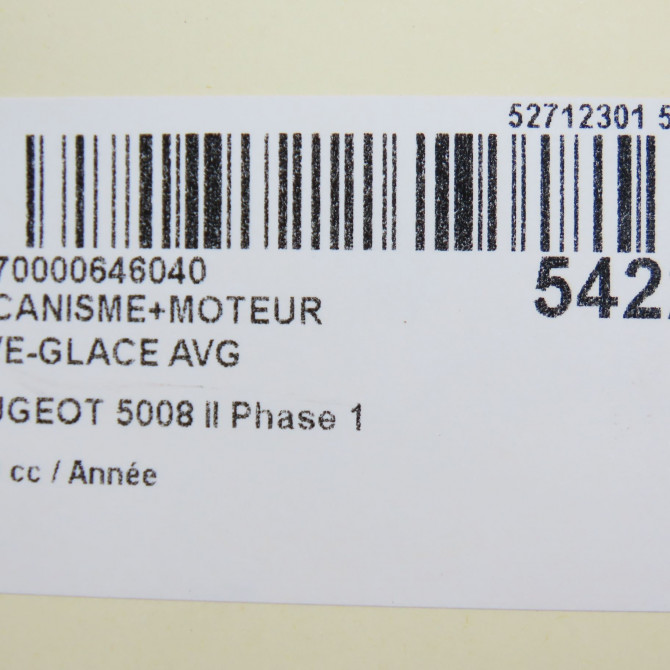 52712301 5
70000646040
542
CANISME+MOTEUR
VE-GLACE AVG
UGEOT 5008 II Phase 1
cc / Année